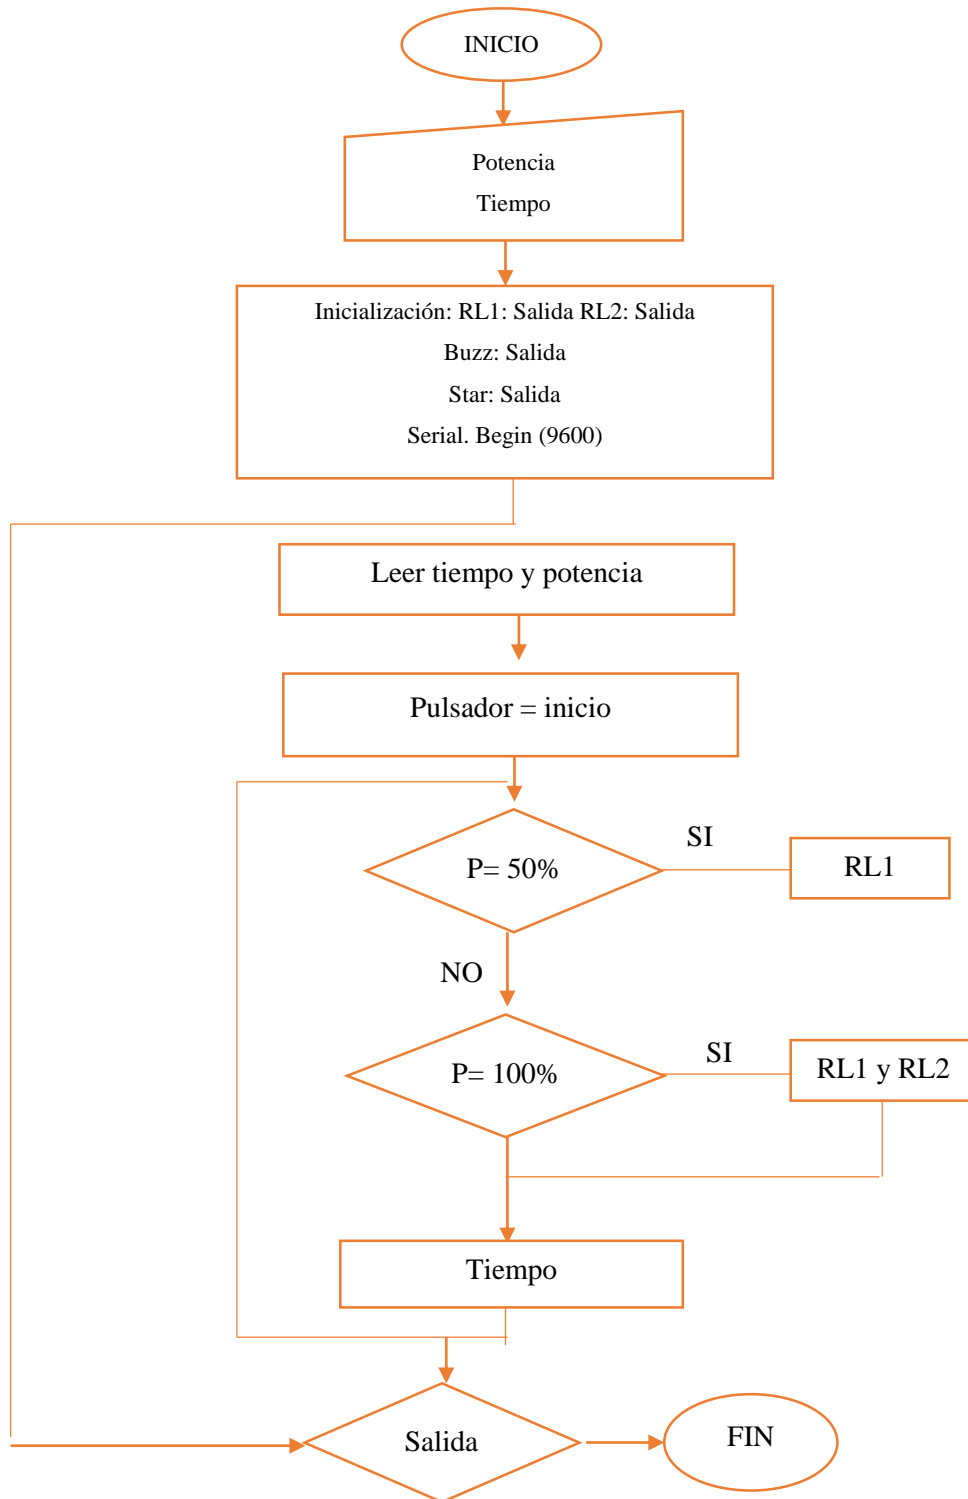 INICIO
Potencia
Tiempo
Inicialización: RL1: Salida RL2: Salida
Buzz: Salida
Star: Salida
Serial. Begin (9600)
Leer tiempo y potencia
Pulsador = inicio
P= 50%
SI
RL1
NO
P= 100%
SI
RL1 y RL2
Tiempo
Salida
FIN